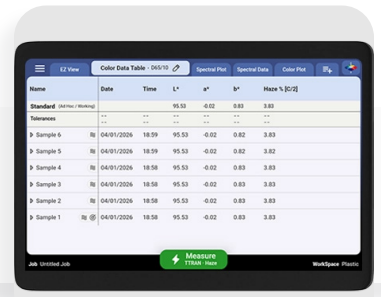 EZ View Color Data Table - D65/10 Spectral Plot Spectral Data Color Plot
Name Date Time L* a* b* Haze % [C/2]
Standard (Ad Hoc / Working) 95.53 -0.02 0.83 3.83
Tolerances -- -- -- -- --
-- -- -- -- --
Sample 6 04/01/2026 18:59 95.53 -0.02 0.82 3.83
Sample 5 04/01/2026 18:59 95.53 -0.02 0.82 3.82
Sample 4 04/01/2026 18:58 95.53 -0.02 0.83 3.83
Sample 3 04/01/2026 18:58 95.53 -0.02 0.83 3.83
Sample 2 04/01/2026 18:58 95.53 -0.02 0.83 3.83
Sample 1 04/01/2026 18:58 95.53 -0.02 0.83 3.83
Measure
TTRAN - Haze
Job Untitled Job WorkSpace Plastic